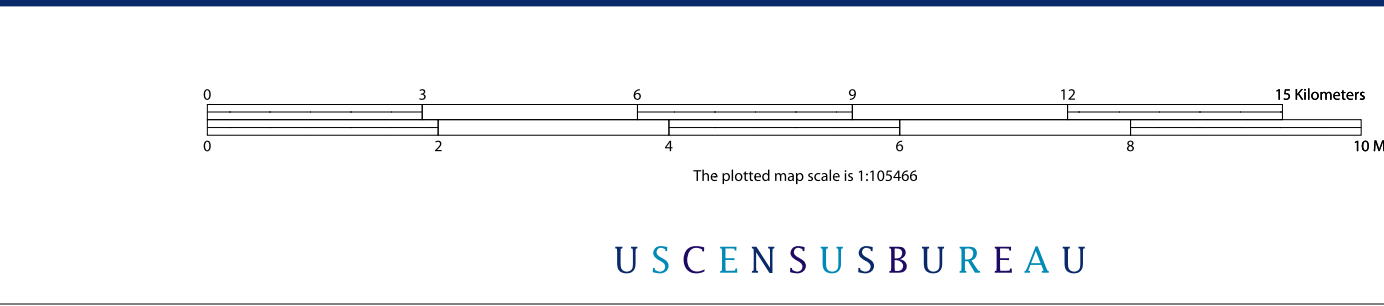 0 3 6 9 12 15 Kilometers
0 2 4 6 8 10 M
The plotted map scale is 1:105466
USCENSUSBUREAU